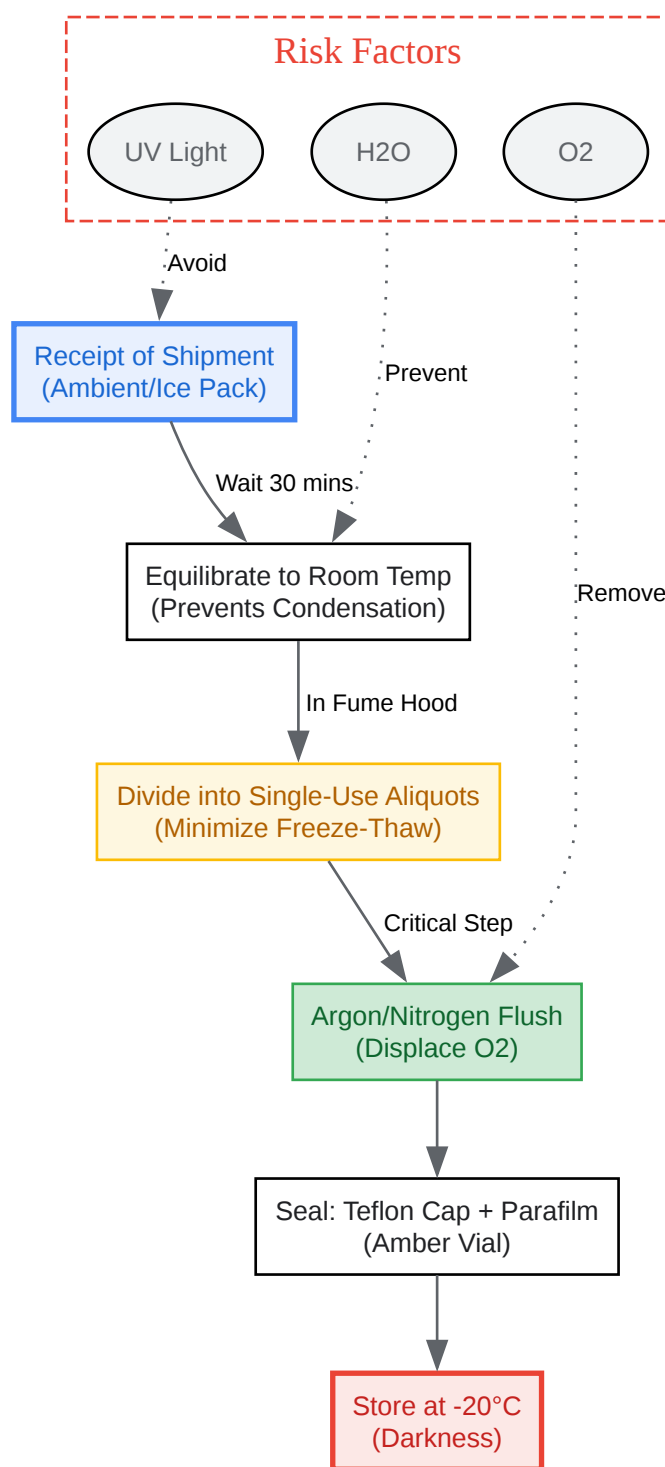 Risk Factors
UV Light
H2O
O2
Avoid
Receipt of Shipment
(Ambient/Ice Pack)
Prevent
Wait 30 mins
Equilibrate to Room Temp
(Prevents Condensation)
Remove
In Fume Hood
Divide into Single-Use Aliquots
(Minimize Freeze-Thaw)
Critical Step
Argon/Nitrogen Flush
(Displace O2)
Seal: Teflon Cap + Parafilm
(Amber Vial)
Store at -20°C
(Darkness)